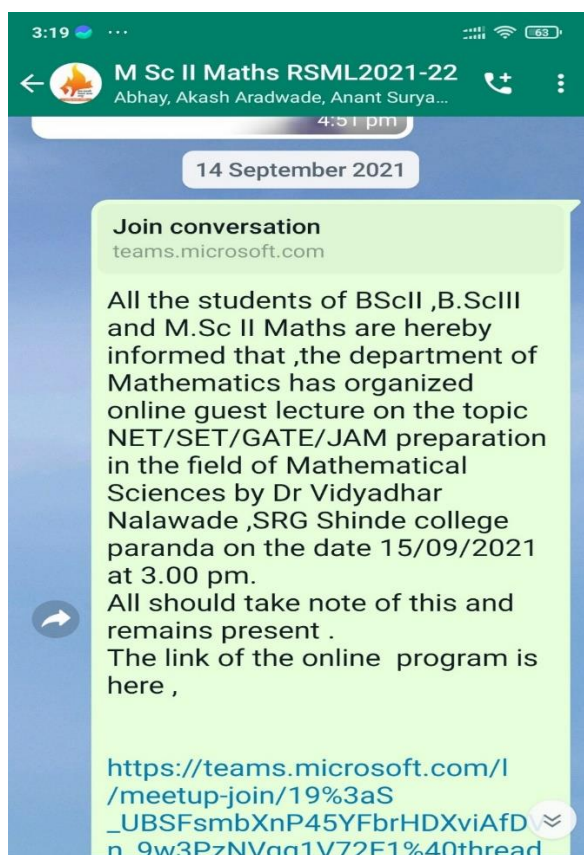 3:19 ...
63
M Sc II Maths RSML2021-22
Abhay, Akash Aradwade, Anant Surya...
4:51 pm
14 September 2021
Join conversation
teams.microsoft.com
All the students of BScII ,B.ScIII
and M.Sc II Maths are hereby
informed that ,the department of
Mathematics has organized
online guest lecture on the topic
NET/SET/GATE/JAM preparation
in the field of Mathematical
Sciences by Dr Vidyadhar
Nalawade ,SRG Shinde college
paranda on the date 15/09/2021
at 3.00 pm.
All should take note of this and
remains present .
The link of the online program is
here ,
https://teams.microsoft.com/l
/meetup-join/19%3aS
_UBSFsmbXnP45YFbrHDXviAfD